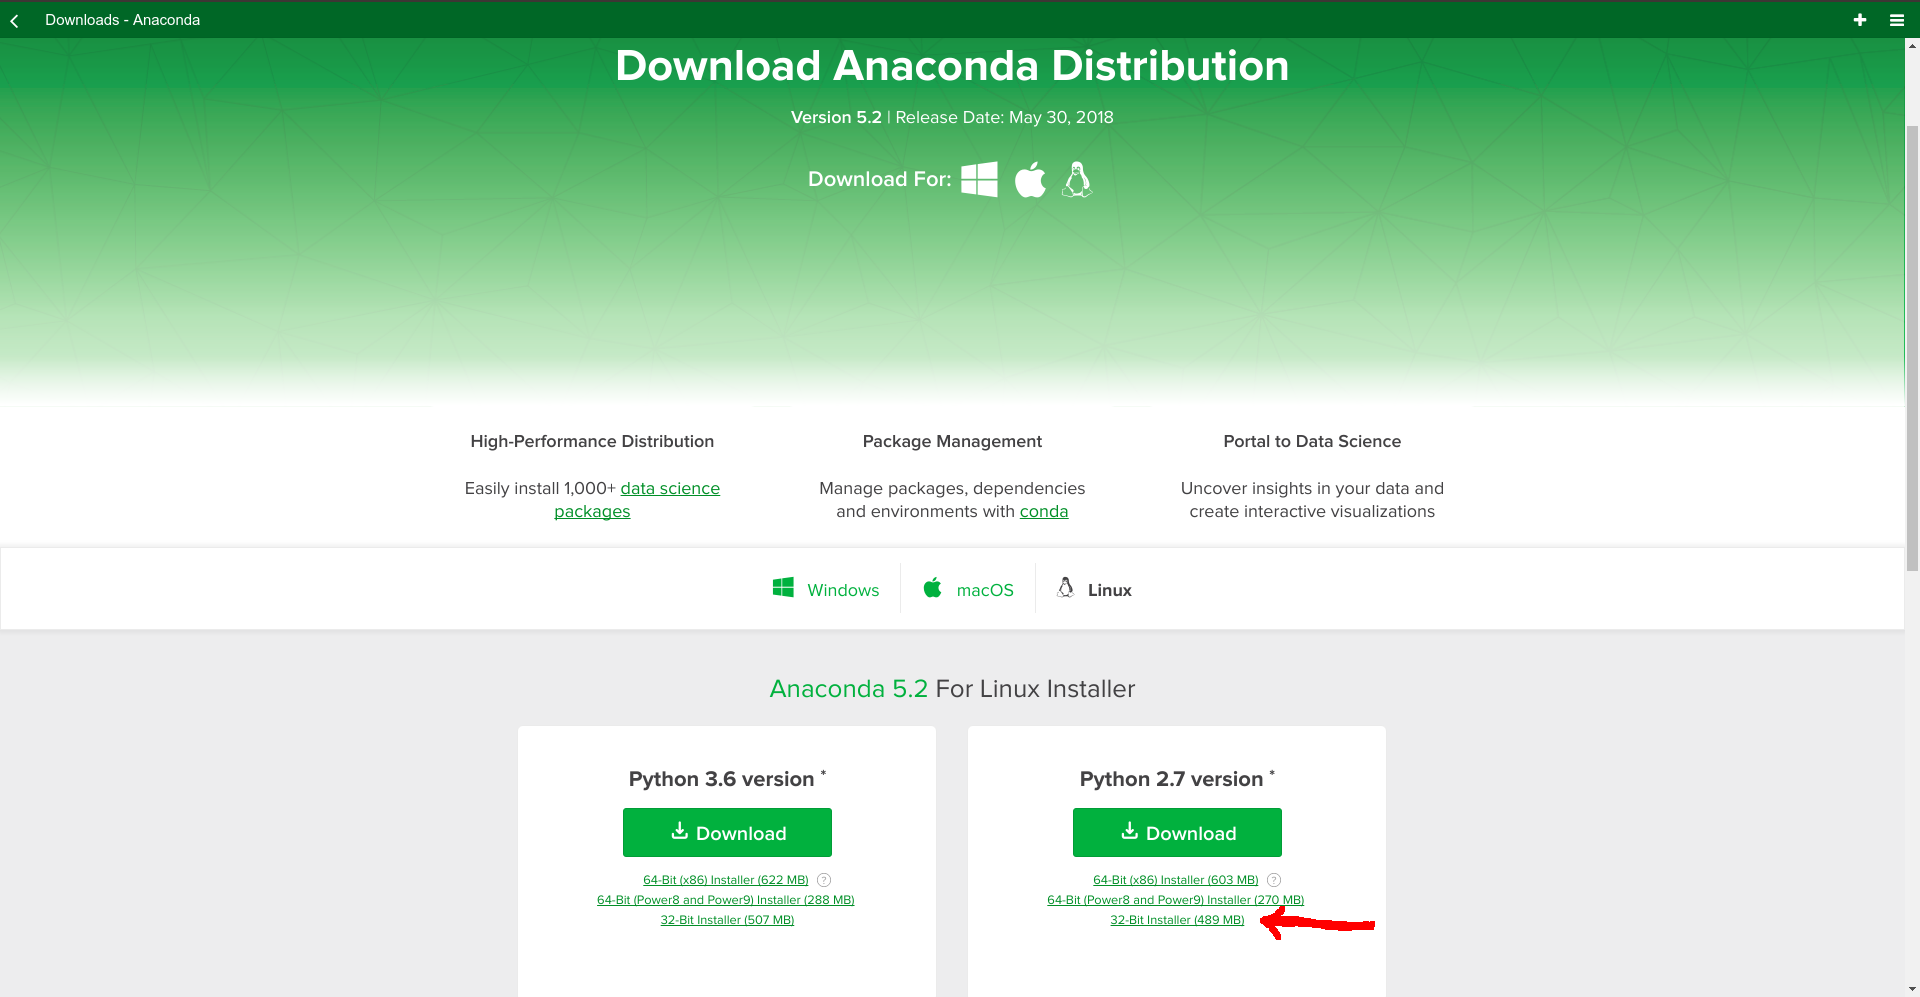 Downloads - Anaconda
Download Anaconda Distribution
Version 5.2 | Release Date: May 30, 2018
Download For:
High-Performance Distribution
Easily install 1,000+ data science
packages
Package Management
Manage packages, dependencies
and environments with conda
Portal to Data Science
Uncover insights in your data and
create interactive visualizations
Windows
macOS
Linux
Anaconda 5.2 For Linux Installer
Python 3.6 version *
Download
64-Bit (x86) Installer (622 MB) ?
64-Bit (Power8 and Power9) Installer (288 MB)
32-Bit Installer (507 MB)
Python 2.7 version *
Download
64-Bit (x86) Installer (603 MB) ?
64-Bit (Power8 and Power9) Installer (270 MB)
32-Bit Installer (489 MB)